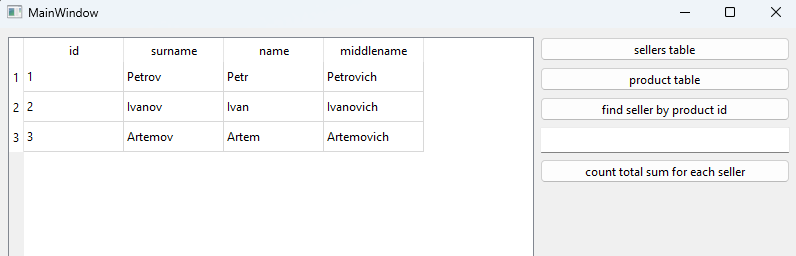 MainWindow
id surname name middlename
1 1 Petrov Petr Petrovich
2 2 Ivanov Ivan Ivanovich
3 3 Artemov Artem Artemovich
sellers table
product table
find seller by product id
count total sum for each seller